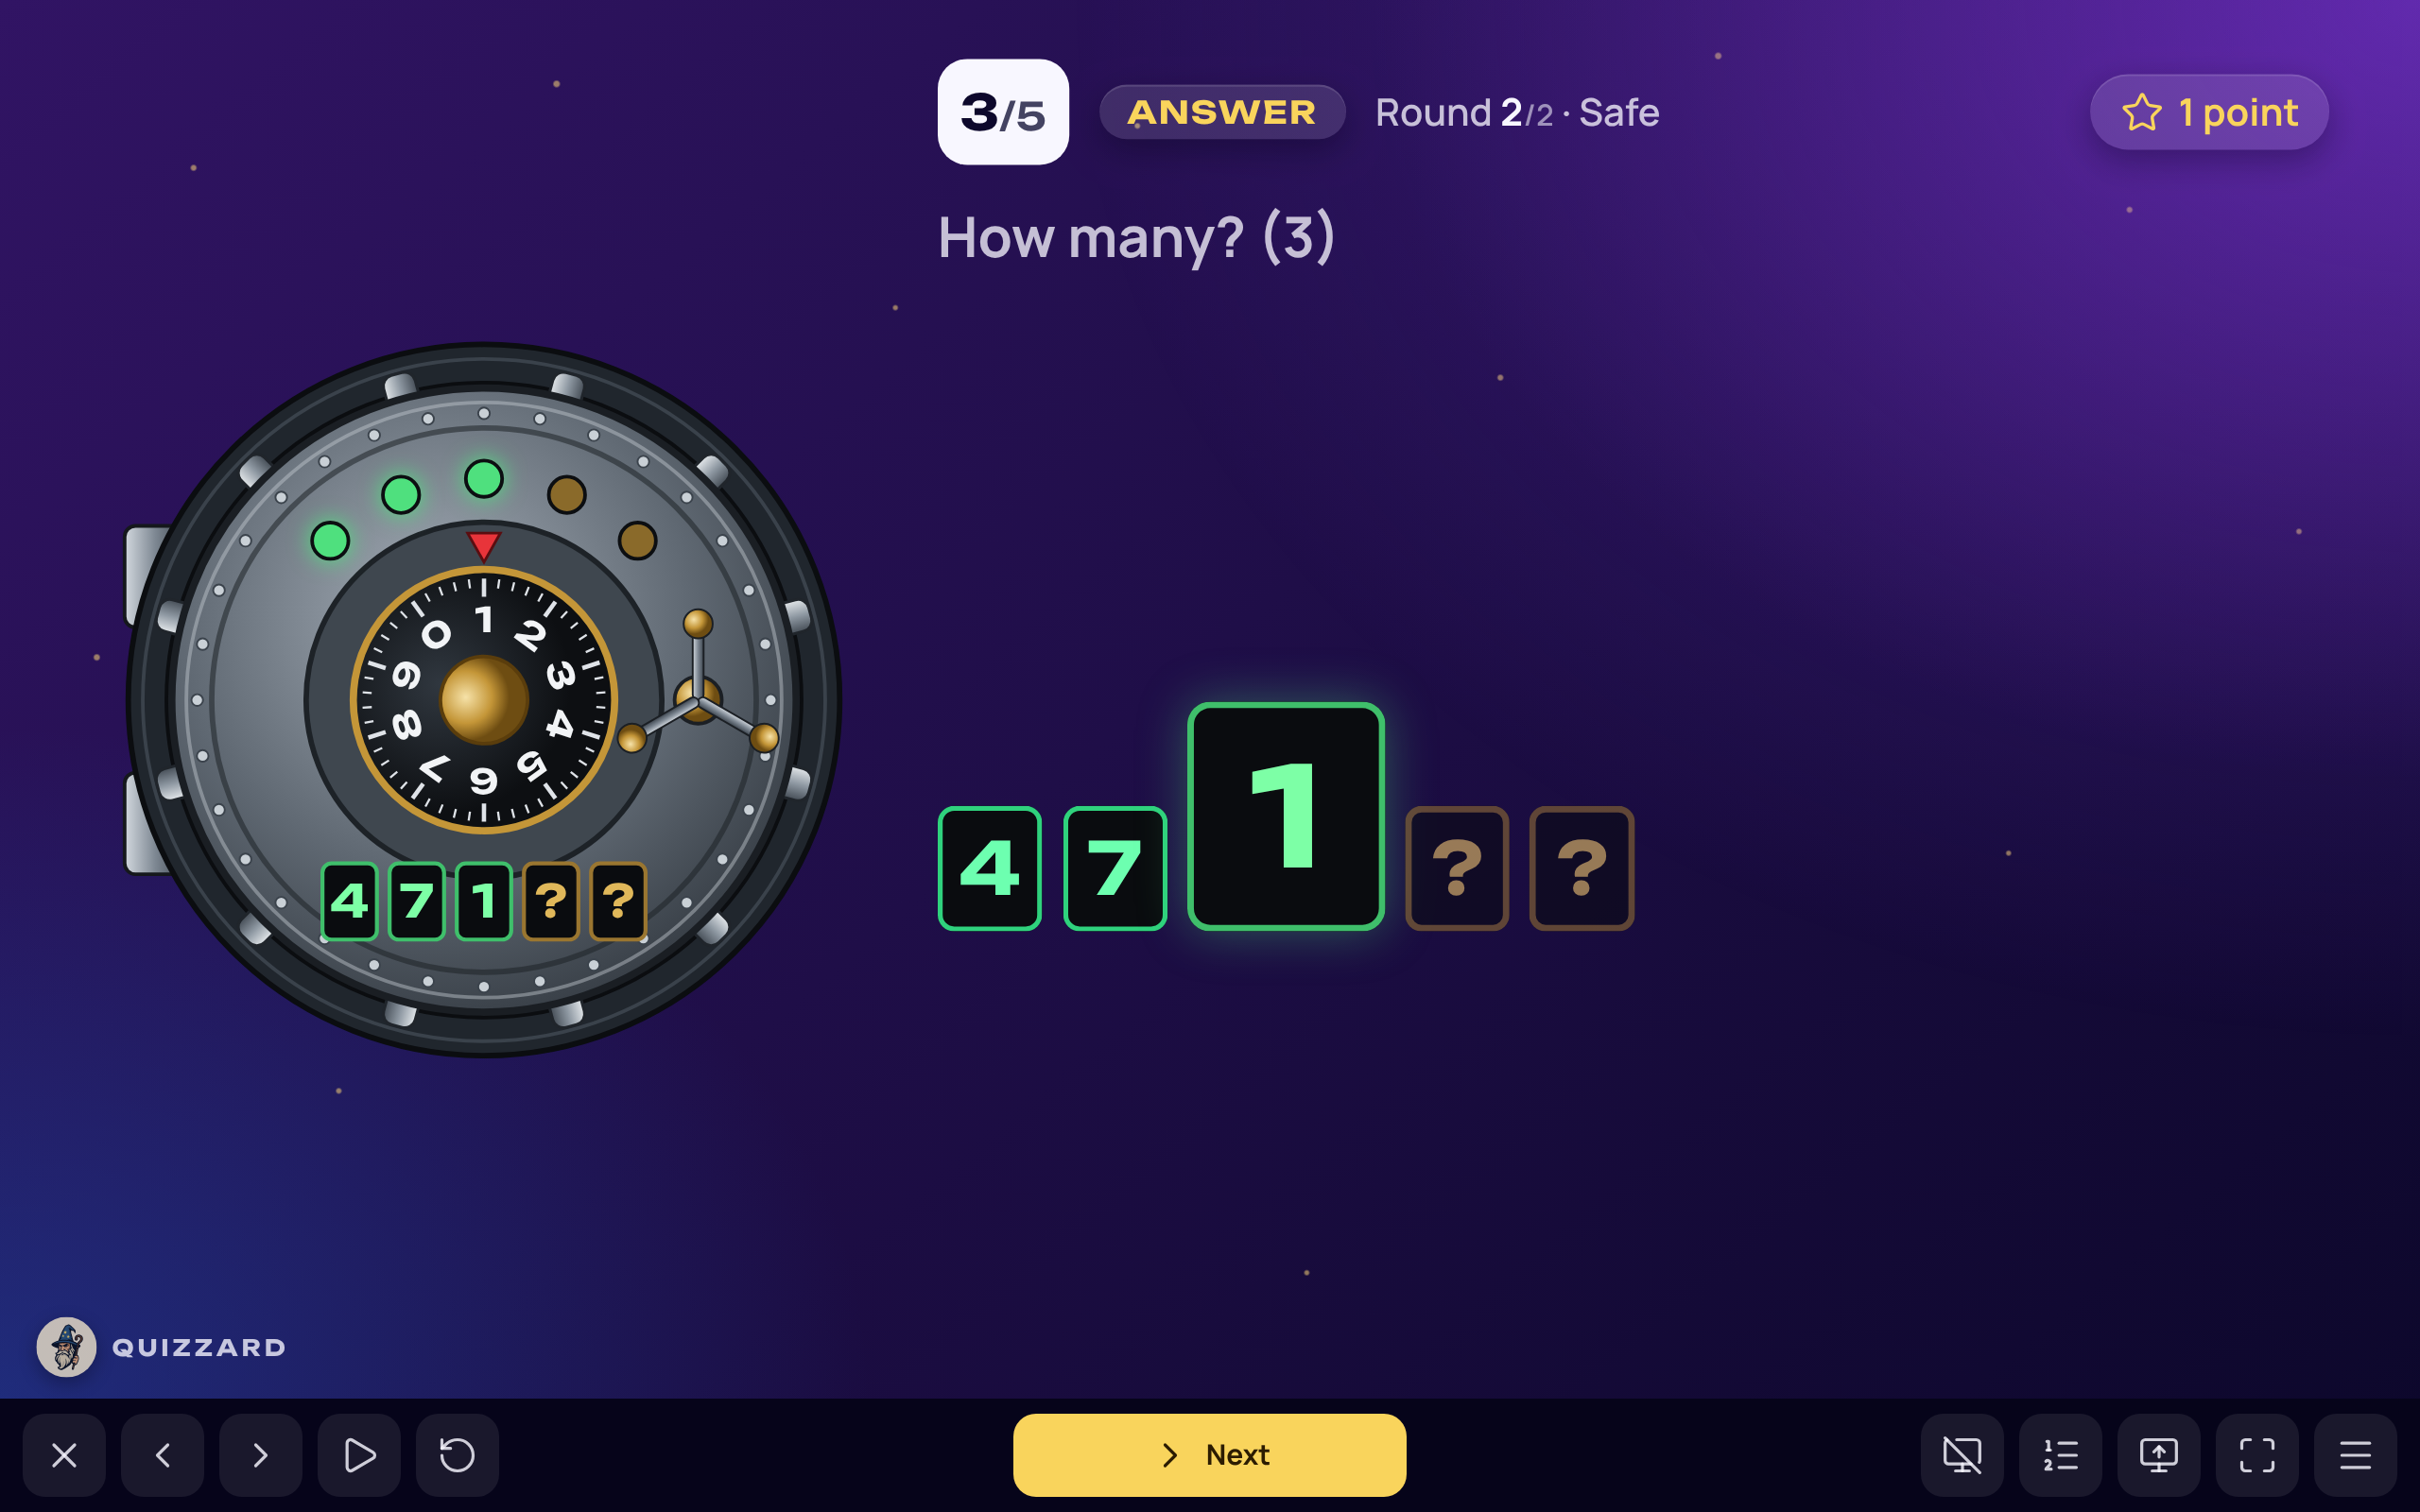 3/5
ANSWER
Round 2/2 · Safe
1 point
How many? (3)
1
2
3
4
5
6
7
8
9
0
4 7 1 ? ?
4 7 1 ? ?
QUIZZARD
Next